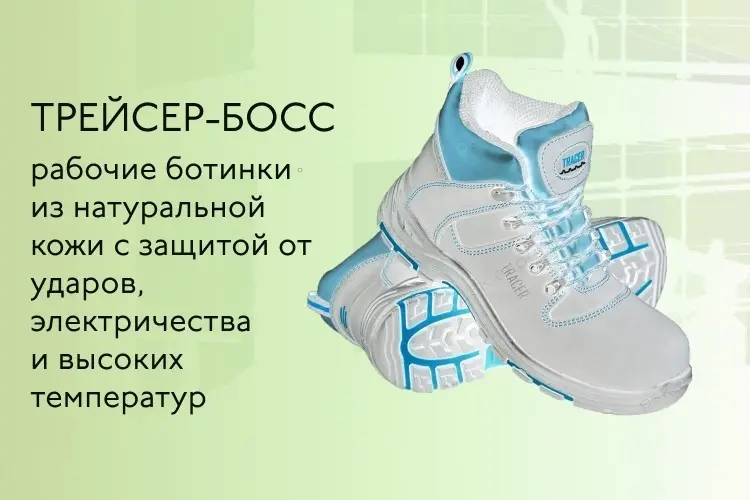 ТРЕЙСЕР-БОСС
рабочие ботинки
из натуральной
кожи с защитой от
ударов,
электричества
и высоких
температур
TRACER
TRACER